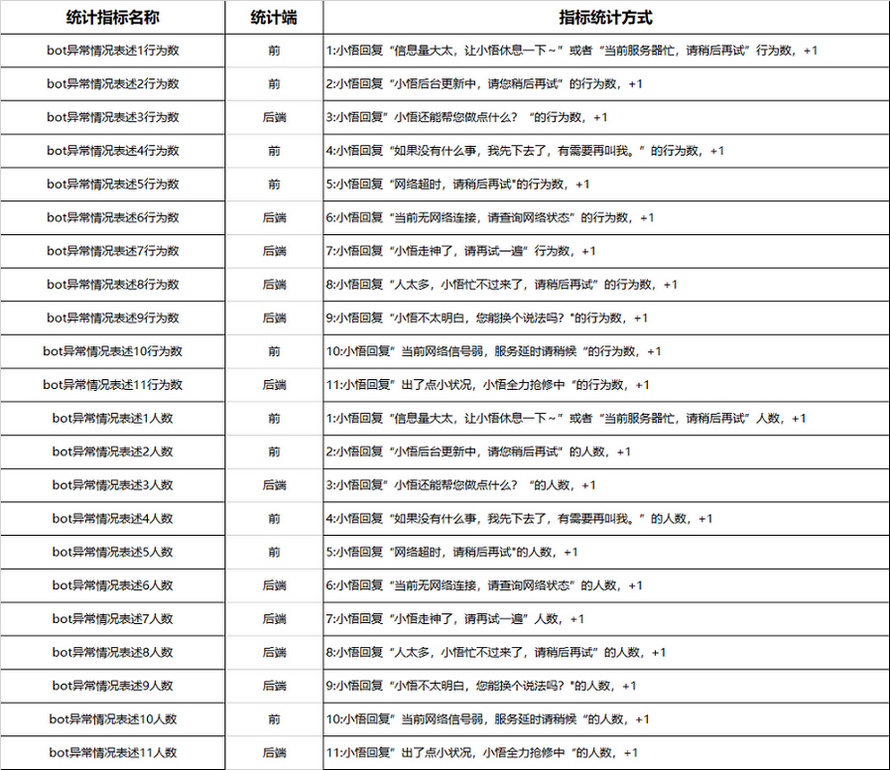 统计指标名称 统计端 指标统计方式
bot异常情况表述1行为数 前 1:小悟回复“信息量大太，让小悟休息一下～”或者“当前服务器忙，请稍后再试”行为数，+1
bot异常情况表述2行为数 前 2:小悟回复“小悟后台更新中，请您稍后再试”的行为数，+1
bot异常情况表述3行为数 后端 3:小悟回复”小悟还能帮您做点什么？“的行为数，+1
bot异常情况表述4行为数 前 4:小悟回复“如果没有什么事，我先下去了，有需要再叫我。”的行为数，+1
bot异常情况表述5行为数 前 5:小悟回复“网络超时，请稍后再试"的行为数，+1
bot异常情况表述6行为数 后端 6:小悟回复“当前无网络连接，请查询网络状态”的行为数，+1
bot异常情况表述7行为数 后端 7:小悟回复“小悟走神了，请再试一遍”行为数，+1
bot异常情况表述8行为数 后端 8:小悟回复“人太多，小悟忙不过来了，请稍后再试”的行为数，+1
bot异常情况表述9行为数 后端 9:小悟回复“小悟不太明白，您能换个说法吗？"的行为数，+1
bot异常情况表述10行为数 前 10:小悟回复”当前网络信号弱，服务延时请稍候“的行为数，+1
bot异常情况表述11行为数 后端 11:小悟回复”出了点小状况，小悟全力抢修中“的行为数，+1
bot异常情况表述1人数 前 1:小悟回复“信息量大太，让小悟休息一下～”或者“当前服务器忙，请稍后再试”人数，+1
bot异常情况表述2人数 前 2:小悟回复“小悟后台更新中，请您稍后再试”的人数，+1
bot异常情况表述3人数 后端 3:小悟回复”小悟还能帮您做点什么？“的人数，+1
bot异常情况表述4人数 前 4:小悟回复“如果没有什么事，我先下去了，有需要再叫我。”的人数，+1
bot异常情况表述5人数 前 5:小悟回复“网络超时，请稍后再试"的人数，+1
bot异常情况表述6人数 后端 6:小悟回复“当前无网络连接，请查询网络状态”的人数，+1
bot异常情况表述7人数 后端 7:小悟回复“小悟走神了，请再试一遍”人数，+1
bot异常情况表述8人数 后端 8:小悟回复“人太多，小悟忙不过来了，请稍后再试”的人数，+1
bot异常情况表述9人数 后端 9:小悟回复“小悟不太明白，您能换个说法吗？"的人数，+1
bot异常情况表述10人数 前 10:小悟回复”当前网络信号弱，服务延时请稍候“的人数，+1
bot异常情况表述11人数 后端 11:小悟回复”出了点小状况，小悟全力抢修中“的人数，+1